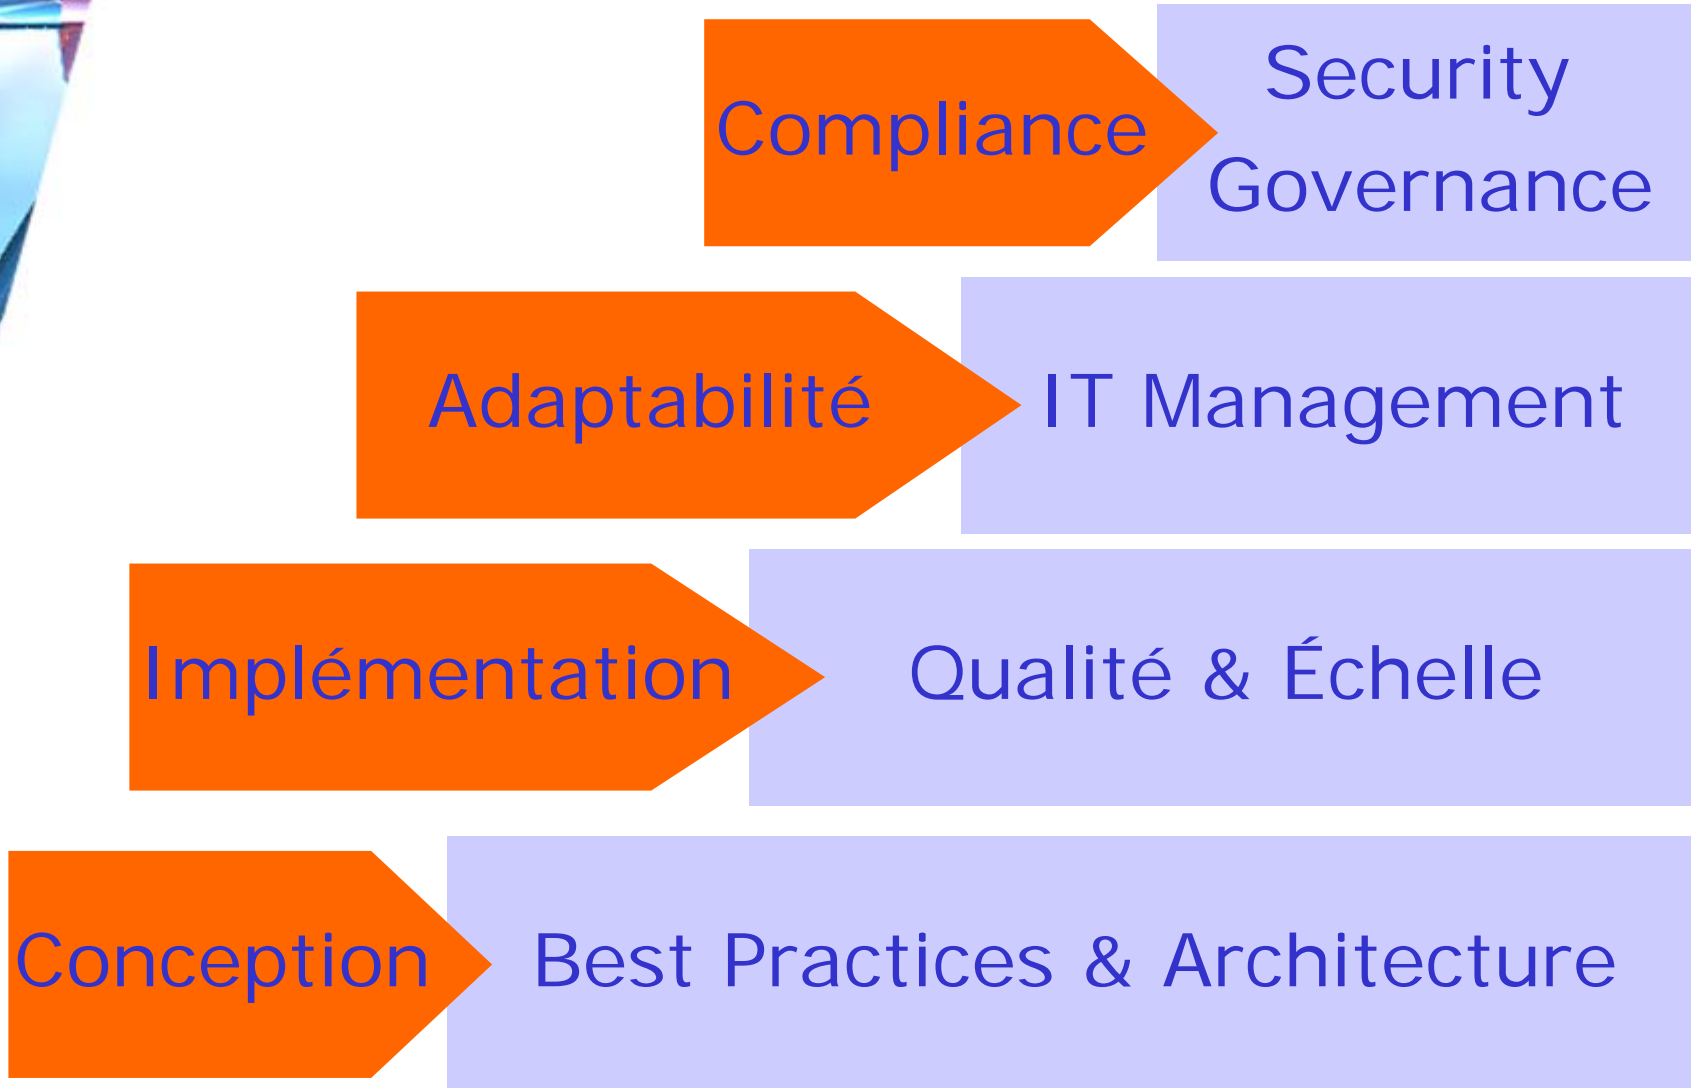 Compliance
Security
Governance
Adaptabilité
IT Management
Implémentation
Qualité & Échelle
Conception
Best Practices & Architecture